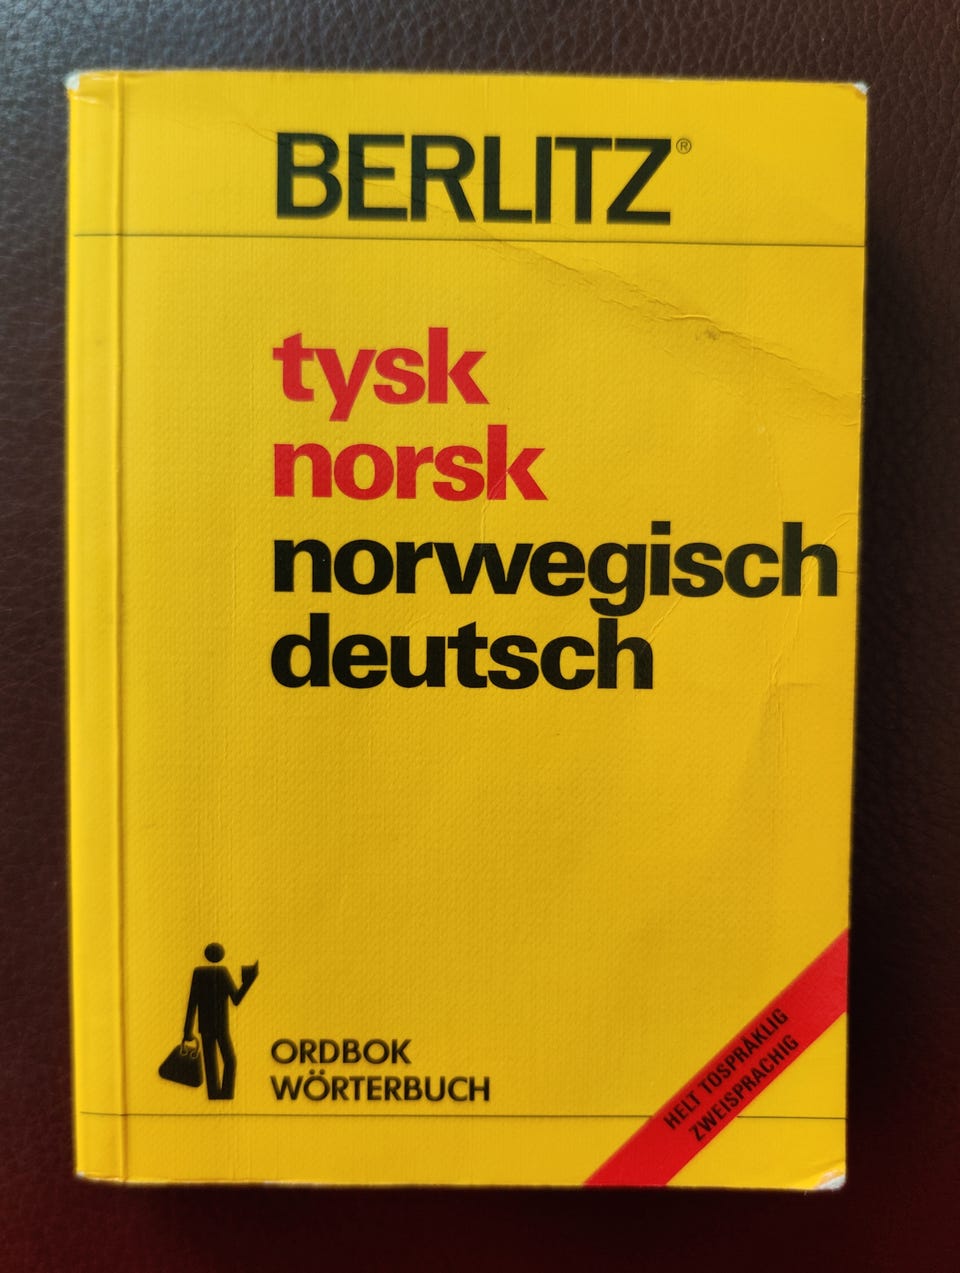 BERLITZ®
tysk
norsk
norwegisch
deutsch
ORDBOK
WÖRTERBUCH
HELT TOSPRÅKLIG
ZWEISPRACHIG